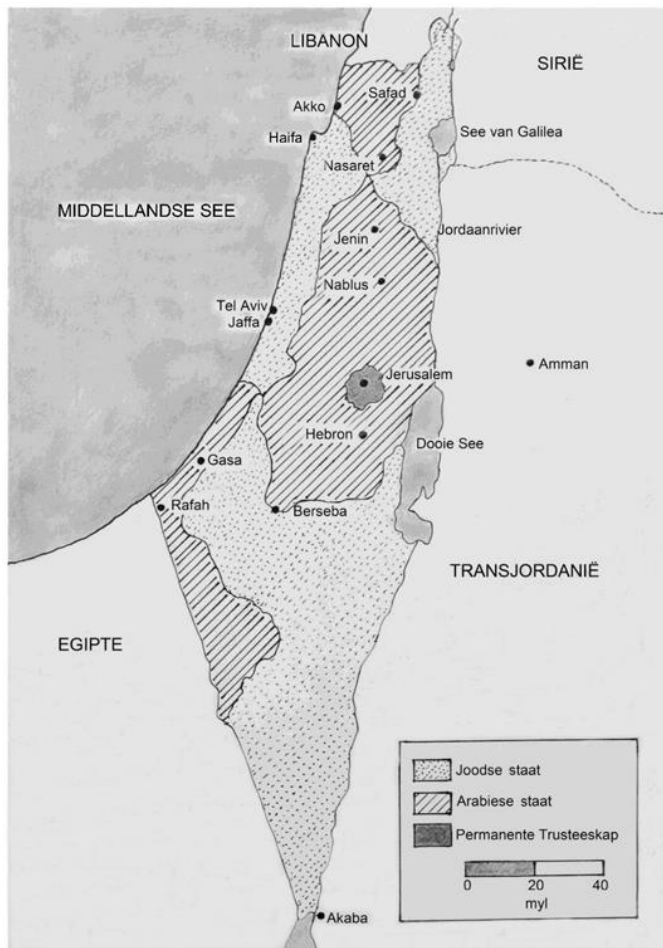 LIBANON
SIRIË
Safad
Akko
Haifa
See van Galilea
Nasaret
MIDDELLANDSE SEE
Jordaanrivier
Jenin
Nablus
Tel Aviv
Jaffa
Amman
Jerusalem
Hebron
Dooie See
Gasa
Rafah
Berseba
TRANSJORDANIË
EGIPTE
Joodse staat
Arabiese staat
Permanente Trusteeskap
0 20 40
myl
Akaba